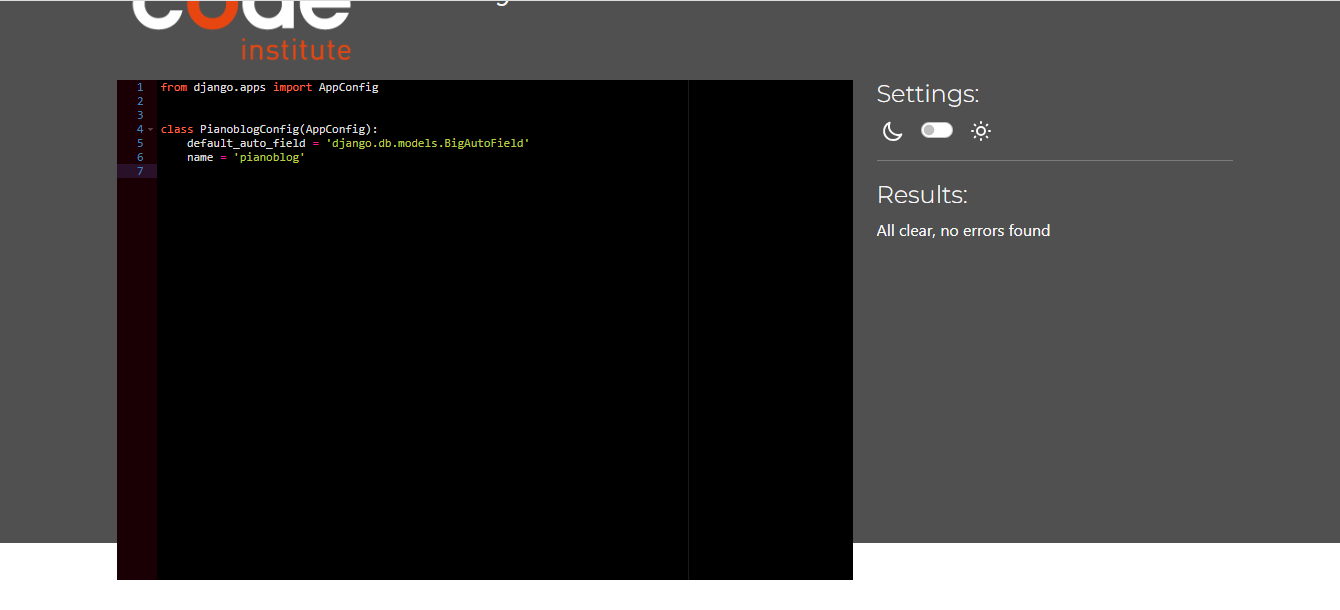 code
institute
1 from django.apps import AppConfig
2
3
4 class PianoblogConfig(AppConfig):
5 default_auto_field = 'django.db.models.BigAutoField'
6 name = 'pianoblog'
7
Settings:
Results:
All clear, no errors found